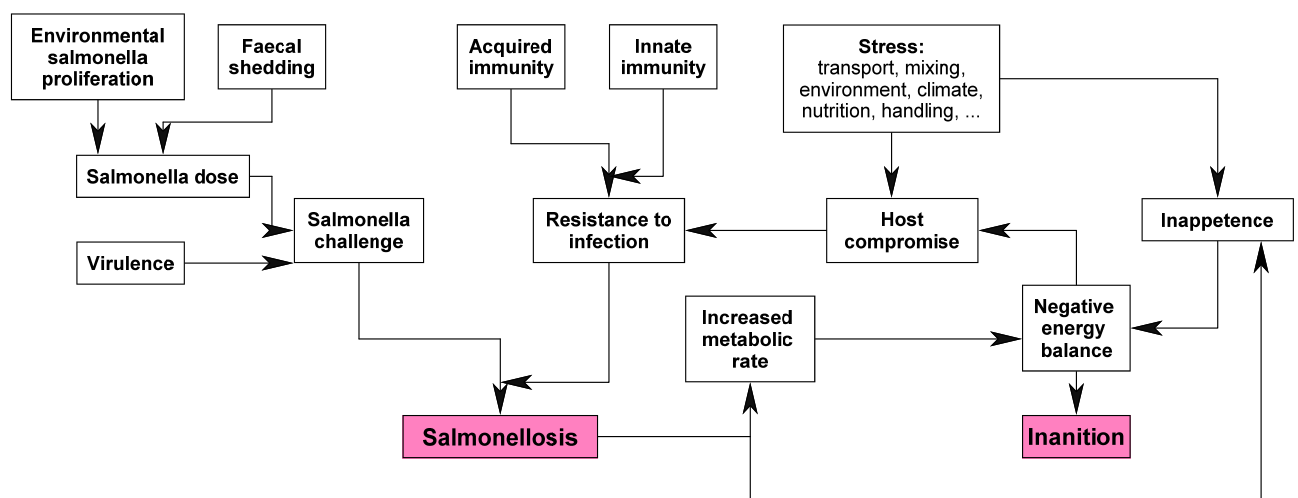 Environmental
salmonella
proliferation
Faecal
shedding
Acquired
immunity
Innate
immunity
Stress:
transport, mixing,
environment, climate,
nutrition, handling, ...
Salmonella dose
Salmonella
challenge
Resistance to
infection
Host
compromise
Inappetence
Virulence
Increased
metabolic
rate
Negative
energy
balance
Salmonellosis
Inanition